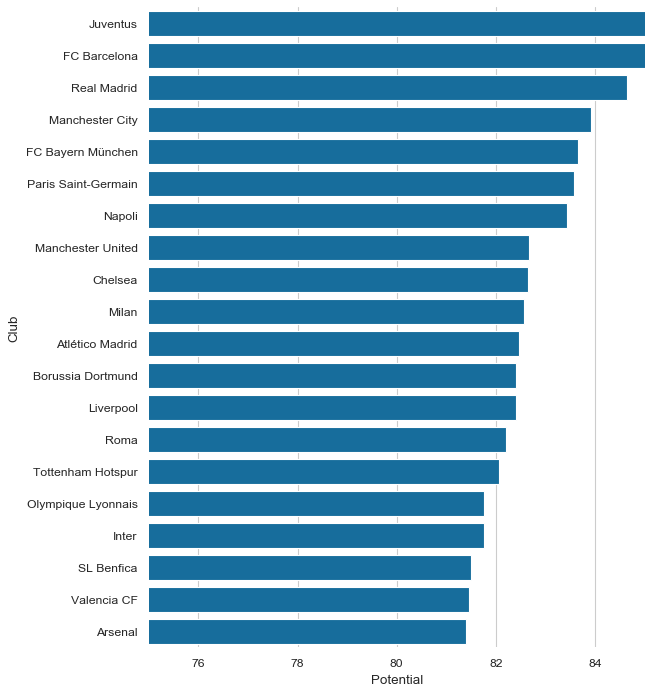 Juventus
FC Barcelona
Real Madrid
Manchester City
FC Bayern München
Paris Saint-Germain
Napoli
Manchester United
Chelsea
Milan
Atlético Madrid
Borussia Dortmund
Liverpool
Roma
Tottenham Hotspur
Olympique Lyonnais
Inter
SL Benfica
Valencia CF
Arsenal
Club
76 78 80 82 84
Potential